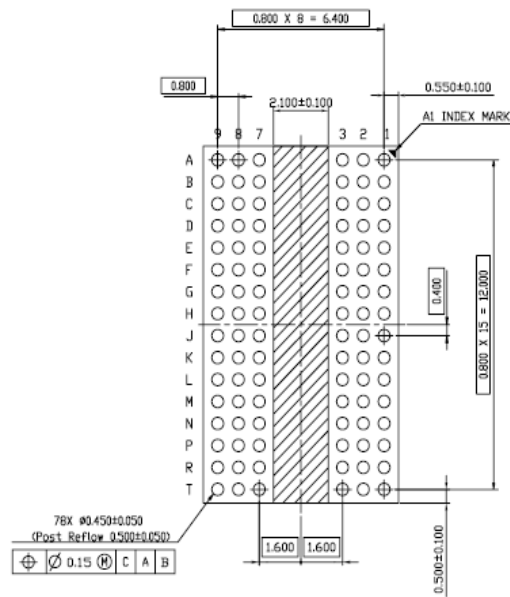 0.800 X 8 = 6.400
0.800
0.550±0.100
2.100±0.100
A1 INDEX MARK
9 8 7 3 2 1
A
B
C
D
E
F
G
H
J
K
L
M
N
P
R
T
0.400
0.800 X 15 = 12.000
78X Ø0.450±0.050
(Post Reflow 0.500±0.050)
⌖ Ø 0.15 Ⓜ C A B
1.600 1.600
0.500±0.100